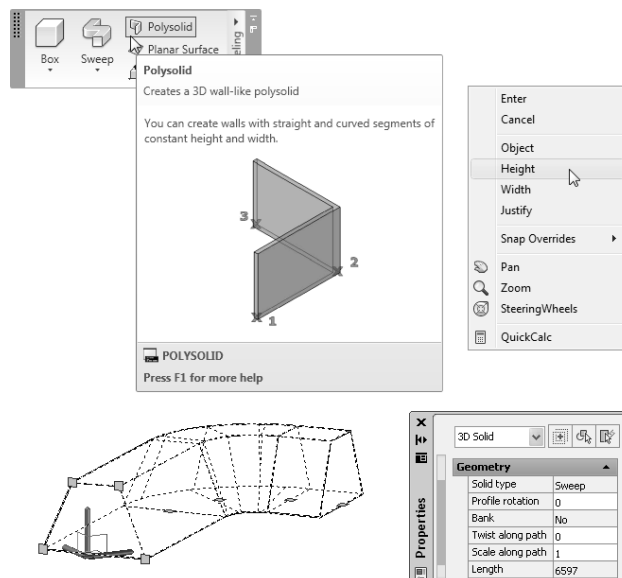 Box
Sweep
Polysolid
Planar Surface
Polysolid
Creates a 3D wall-like polysolid
You can create walls with straight and curved segments of
constant height and width.
3
2
1
POLYSOLID
Press F1 for more help
Enter
Cancel
Object
Height
Width
Justify
Snap Overrides
Pan
Zoom
SteeringWheels
QuickCalc
Properties
3D Solid
Geometry
Solid type Sweep
Profile rotation 0
Bank No
Twist along path 0
Scale along path 1
Length 6597